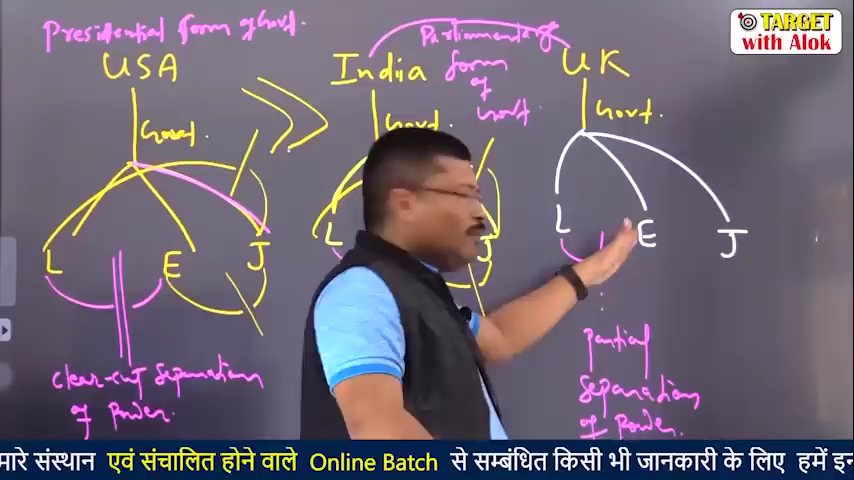 Presidential form of Govt.
USA
Govt.
L E J
clear-cut separation
of power.
India
Parliamentary
form
of
Govt
Govt.
L J
UK
Govt.
L E J
partial
separation
of power.
TARGET
with Alok
मारे संस्थान एवं संचालित होने वाले Online Batch से सम्बंधित किसी भी जानकारी के लिए हमें इन